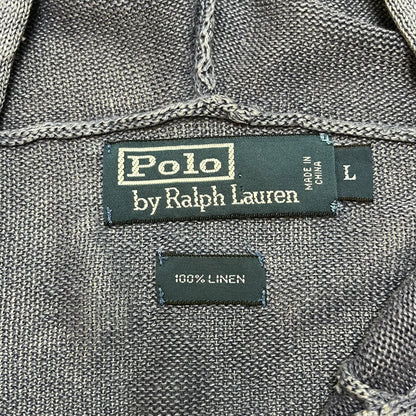 Polo
by Ralph Lauren
MADE IN
CHINA
L
100% LINEN